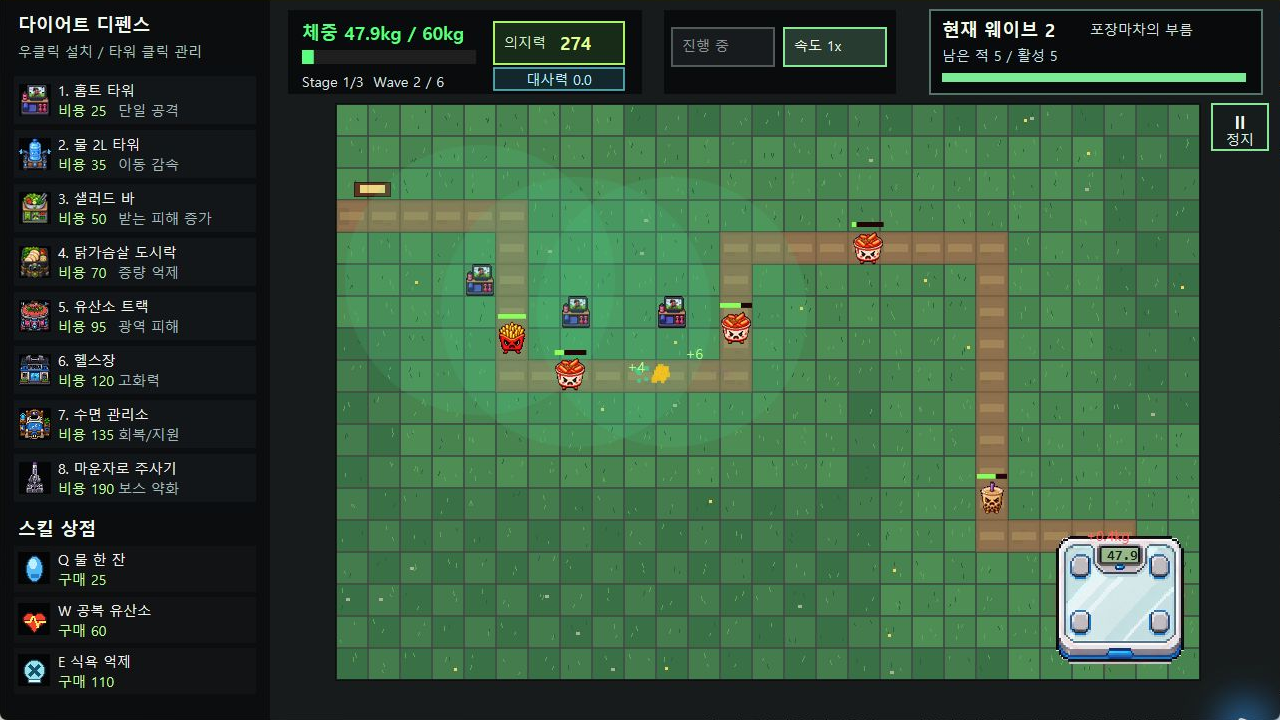 다이어트 디펜스
우클릭 설치 / 타워 클릭 관리
1. 홈트 타워
비용 25 단일 공격
2. 물 2L 타워
비용 35 이동 감속
3. 샐러드 바
비용 50 받는 피해 증가
4. 닭가슴살 도시락
비용 70 증량 억제
5. 유산소 트랙
비용 95 광역 피해
6. 헬스장
비용 120 고화력
7. 수면 관리소
비용 135 회복/지원
8. 마운자로 주사기
비용 190 보스 약화
스킬 상점
Q 물 한 잔
구매 25
W 공복 유산소
구매 60
E 식욕 억제
구매 110
체중 47.9kg / 60kg
Stage 1/3 Wave 2 / 6
의지력 274
대사력 0.0
진행 중
속도 1x
현재 웨이브 2 포장마차의 부름
남은 적 5 / 활성 5
II
정지
+6
+4
+0.4kg
47.9